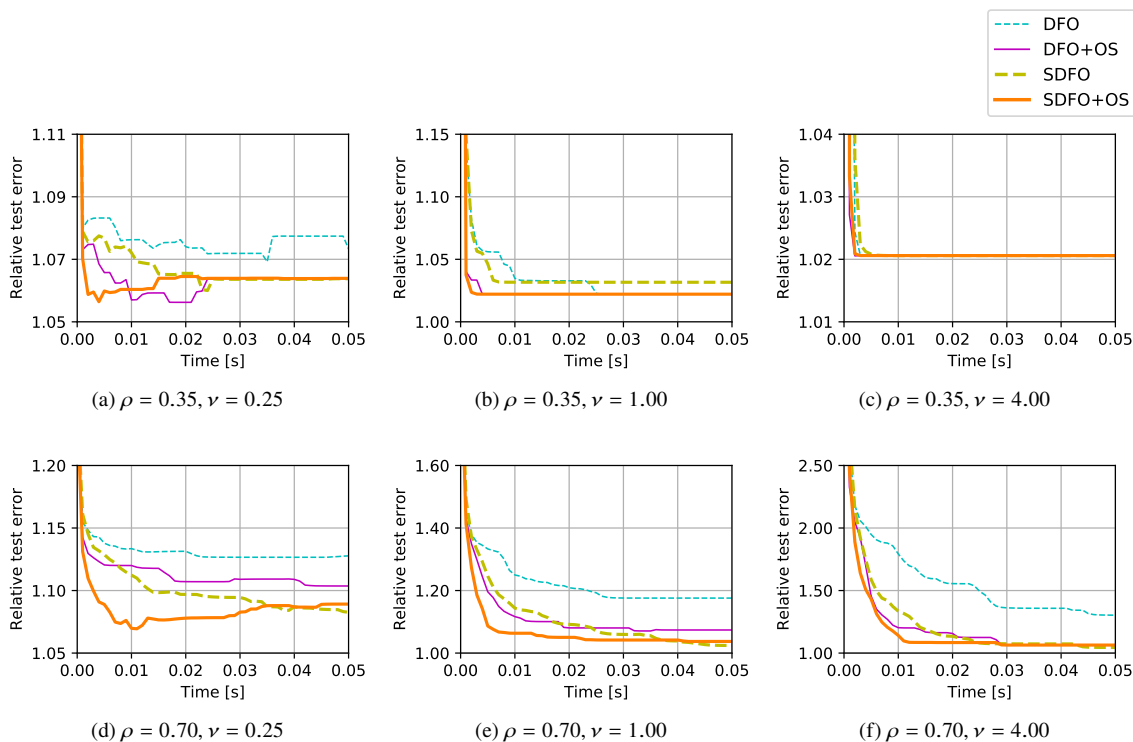 DFO
DFO+OS
SDFO
SDFO+OS
Relative test error
1.11
1.09
1.07
1.05
0.00 0.01 0.02 0.03 0.04 0.05
Time [s]
(a) ρ = 0.35, ν = 0.25
Relative test error
1.15
1.10
1.05
1.00
0.00 0.01 0.02 0.03 0.04 0.05
Time [s]
(b) ρ = 0.35, ν = 1.00
Relative test error
1.04
1.03
1.02
1.01
0.00 0.01 0.02 0.03 0.04 0.05
Time [s]
(c) ρ = 0.35, ν = 4.00
Relative test error
1.20
1.15
1.10
1.05
0.00 0.01 0.02 0.03 0.04 0.05
Time [s]
(d) ρ = 0.70, ν = 0.25
Relative test error
1.60
1.40
1.20
1.00
0.00 0.01 0.02 0.03 0.04 0.05
Time [s]
(e) ρ = 0.70, ν = 1.00
Relative test error
2.50
2.00
1.50
1.00
0.00 0.01 0.02 0.03 0.04 0.05
Time [s]
(f) ρ = 0.70, ν = 4.00